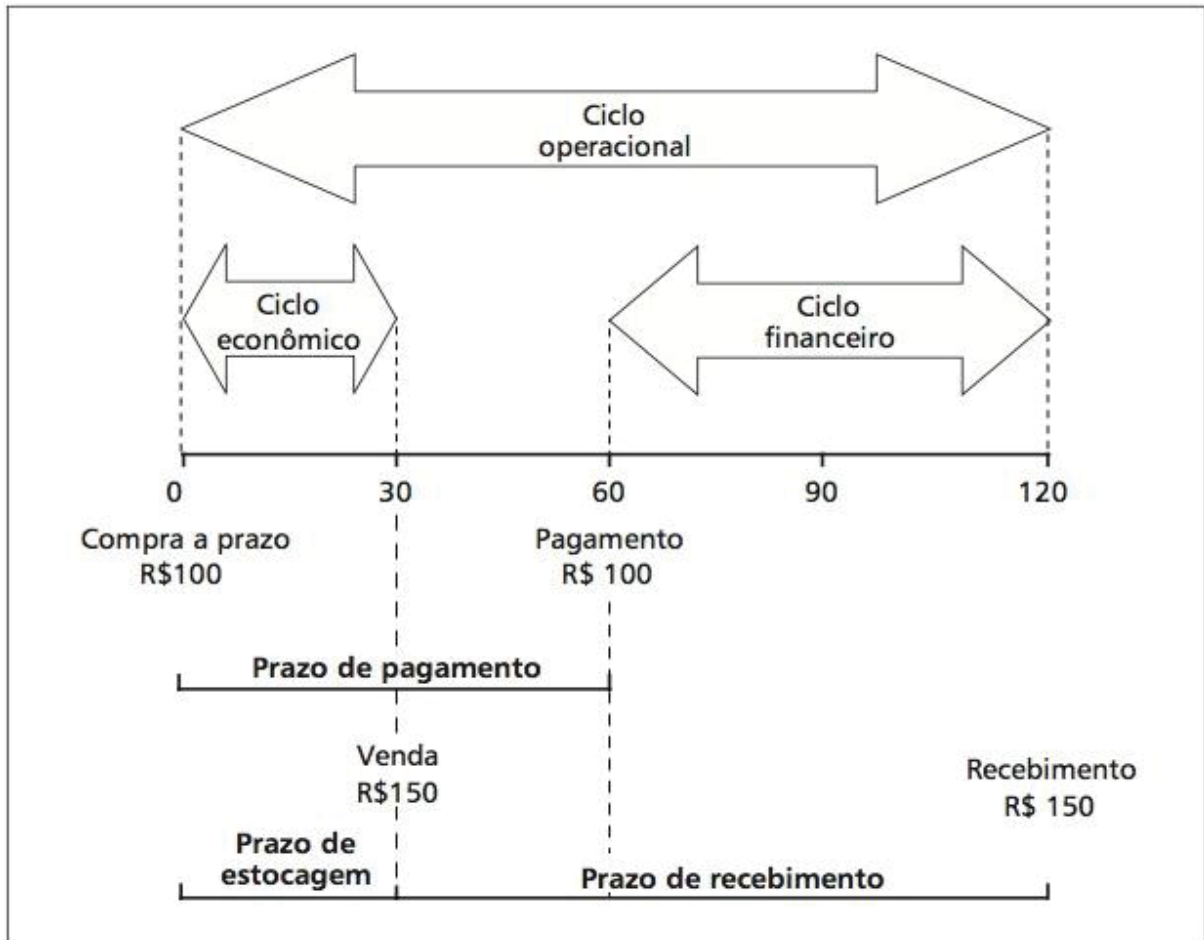 Ciclo
operacional
Ciclo
econômico
Ciclo
financeiro
0 30 60 90 120
Compra a prazo
R$100
Pagamento
R$ 100
Prazo de pagamento
Venda
R$150
Recebimento
R$ 150
Prazo de
estocagem
Prazo de recebimento